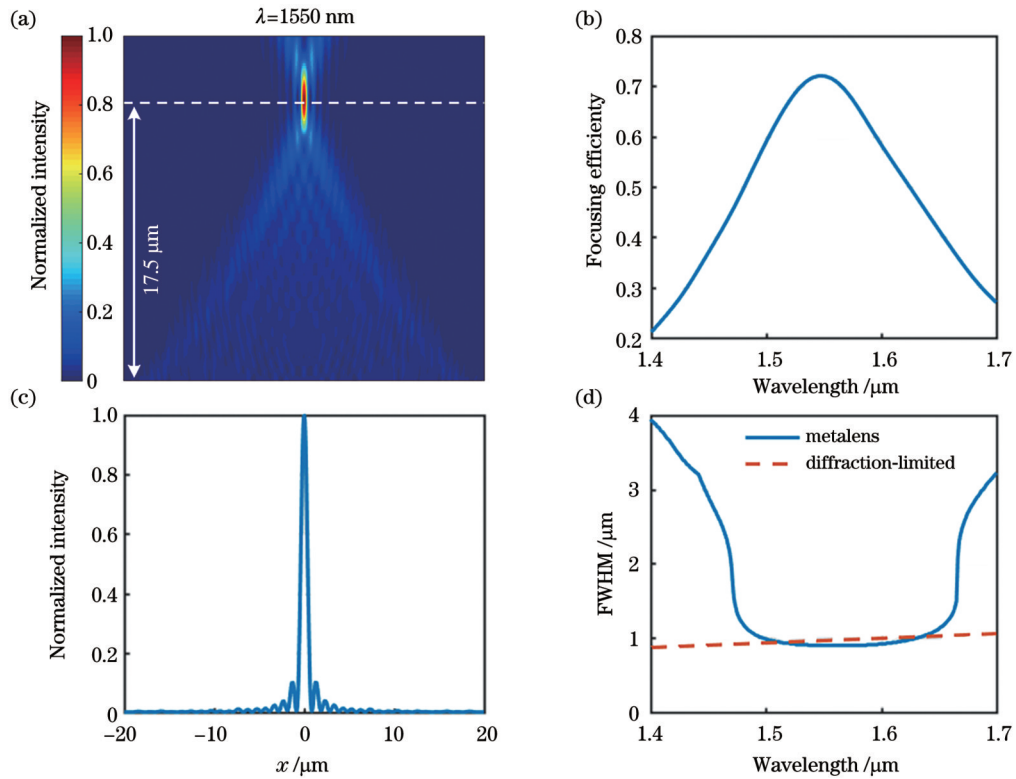 (a)
λ=1550 nm
Normalized intensity
1.0
0.8
0.6
0.4
0.2
0
17.5 μm
(b)
Focusing efficienty
0.8
0.7
0.6
0.5
0.4
0.3
0.2
1.4
1.5
1.6
1.7
Wavelength /μm
(c)
Normalized intensity
1.0
0.8
0.6
0.4
0.2
0
−20
−10
0
10
20
x /μm
(d)
FWHM /μm
4
3
2
1
0
metalens
diffraction-limited
1.4
1.5
1.6
1.7
Wavelength /μm